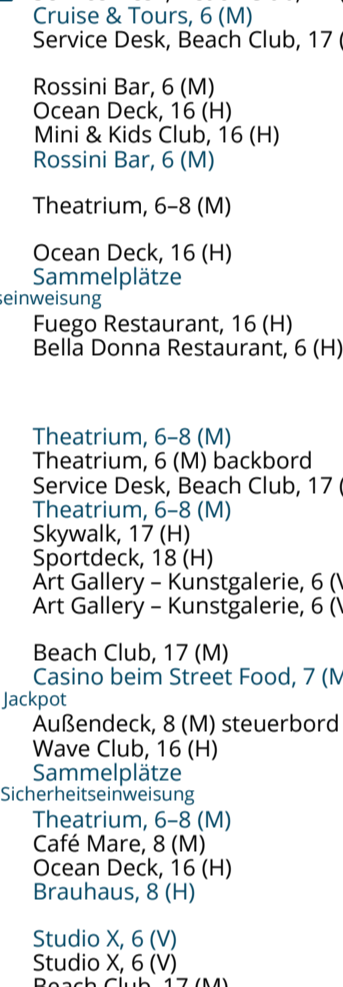 Cruise & Tours, 6 (M)
Service Desk, Beach Club, 17 (
Rossini Bar, 6 (M)
Ocean Deck, 16 (H)
Mini & Kids Club, 16 (H)
Rossini Bar, 6 (M)
Theatrium, 6–8 (M)
Ocean Deck, 16 (H)
Sammelplätze
seinweisung
Fuego Restaurant, 16 (H)
Bella Donna Restaurant, 6 (H)
Theatrium, 6–8 (M)
Theatrium, 6 (M) backbord
Service Desk, Beach Club, 17 (
Theatrium, 6–8 (M)
Skywalk, 17 (H)
Sportdeck, 18 (H)
Art Gallery – Kunstgalerie, 6 (V
Art Gallery – Kunstgalerie, 6 (V
Beach Club, 17 (M)
Casino beim Street Food, 7 (M
Jackpot
Außendeck, 8 (M) steuerbord
Wave Club, 16 (H)
Sammelplätze
Sicherheitseinweisung
Theatrium, 6–8 (M)
Café Mare, 8 (M)
Ocean Deck, 16 (H)
Brauhaus, 8 (H)
Studio X, 6 (V)
Studio X, 6 (V)
Beach Club, 17 (M)